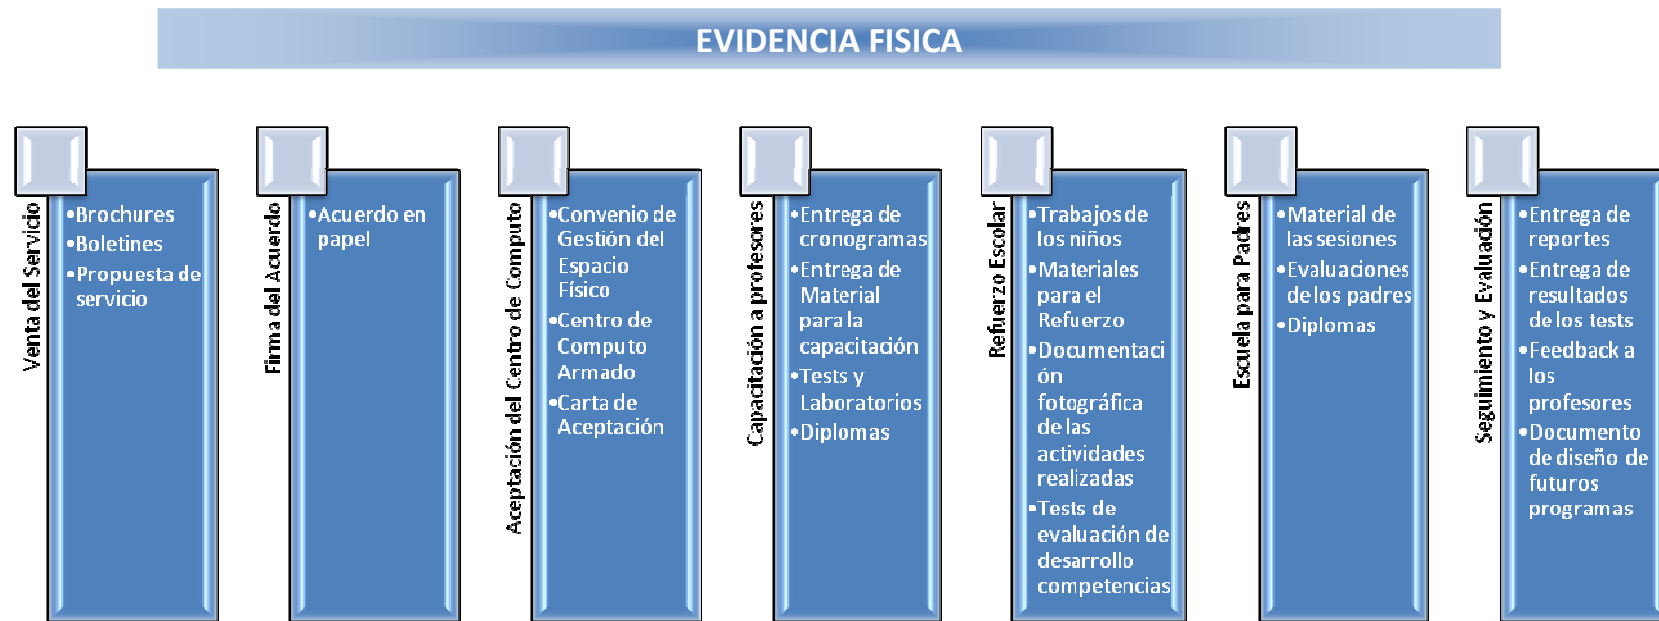 EVIDENCIA FISICA
Venta del Servicio
•Brochures
•Boletines
•Propuesta de
servicio
Firma del Acuerdo
•Acuerdo en
papel
Aceptación del Centro de Computo
•Convenio de
Gestión del
Espacio
Físico
•Centro de
Computo
Armado
•Carta de
Aceptación
Capacitación a profesores
•Entrega de
cronogramas
•Entrega de
Material
para la
capacitación
•Tests y
Laboratorios
•Diplomas
Refuerzo Escolar
•Trabajos de
los niños
•Materiales
para el
Refuerzo
•Documentaci
ón
fotográfica
de las
actividades
realizadas
•Tests de
evaluación de
desarrollo
competencias
Escuela para Padres
•Material de
las sesiones
•Evaluaciones
de los padres
•Diplomas
Seguimiento y Evaluación
•Entrega de
reportes
•Entrega de
resultados
de los tests
•Feedback a
los
profesores
•Documento
de diseño de
futuros
programas